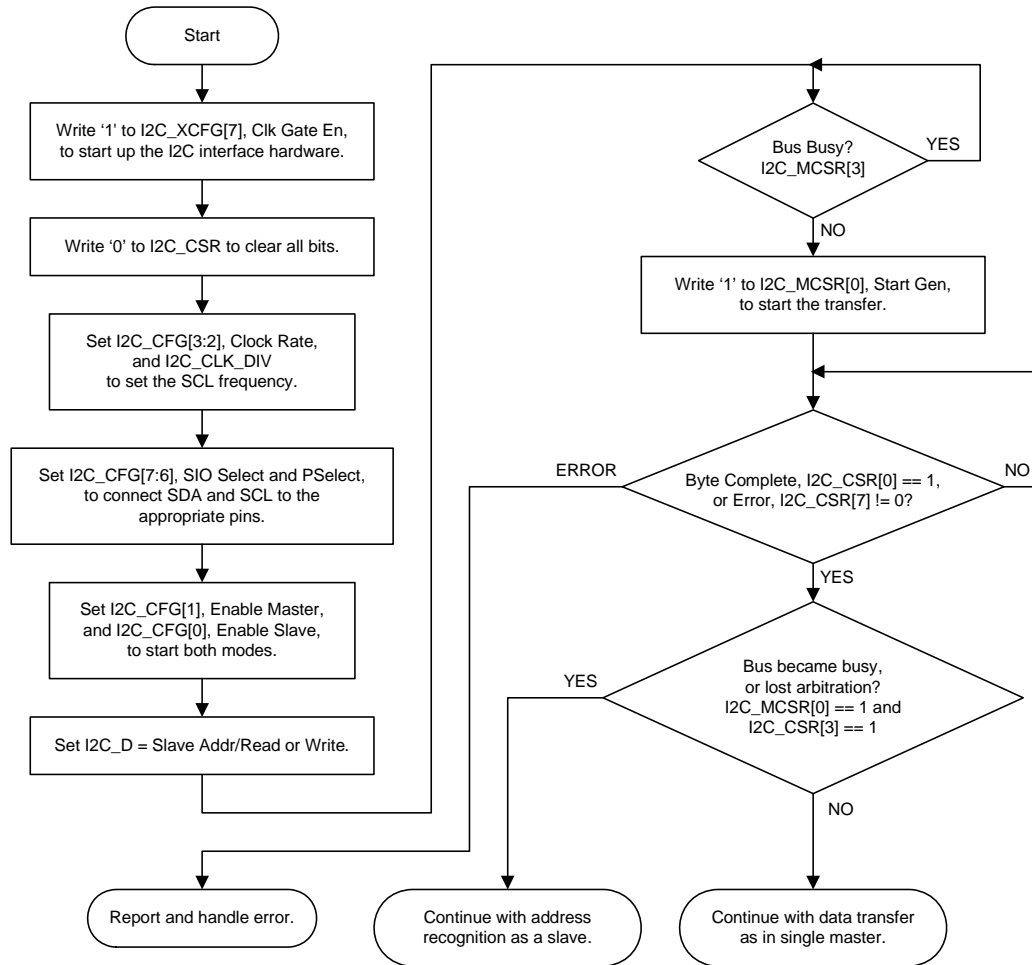 Start
Write ‘1’ to I2C_XCFG[7], Clk Gate En,
to start up the I2C interface hardware.
Write ‘0’ to I2C_CSR to clear all bits.
Set I2C_CFG[3:2], Clock Rate,
and I2C_CLK_DIV
to set the SCL frequency.
Set I2C_CFG[7:6], SIO Select and PSelect,
to connect SDA and SCL to the
appropriate pins.
Set I2C_CFG[1], Enable Master,
and I2C_CFG[0], Enable Slave,
to start both modes.
Set I2C_D = Slave Addr/Read or Write.
Bus Busy?
I2C_MCSR[3]
YES
NO
Write ‘1’ to I2C_MCSR[0], Start Gen,
to start the transfer.
ERROR
Byte Complete, I2C_CSR[0] == 1,
or Error, I2C_CSR[7] != 0?
NO
YES
YES
Bus became busy,
or lost arbitration?
I2C_MCSR[0] == 1 and
I2C_CSR[3] == 1
NO
Report and handle error.
Continue with address
recognition as a slave.
Continue with data transfer
as in single master.